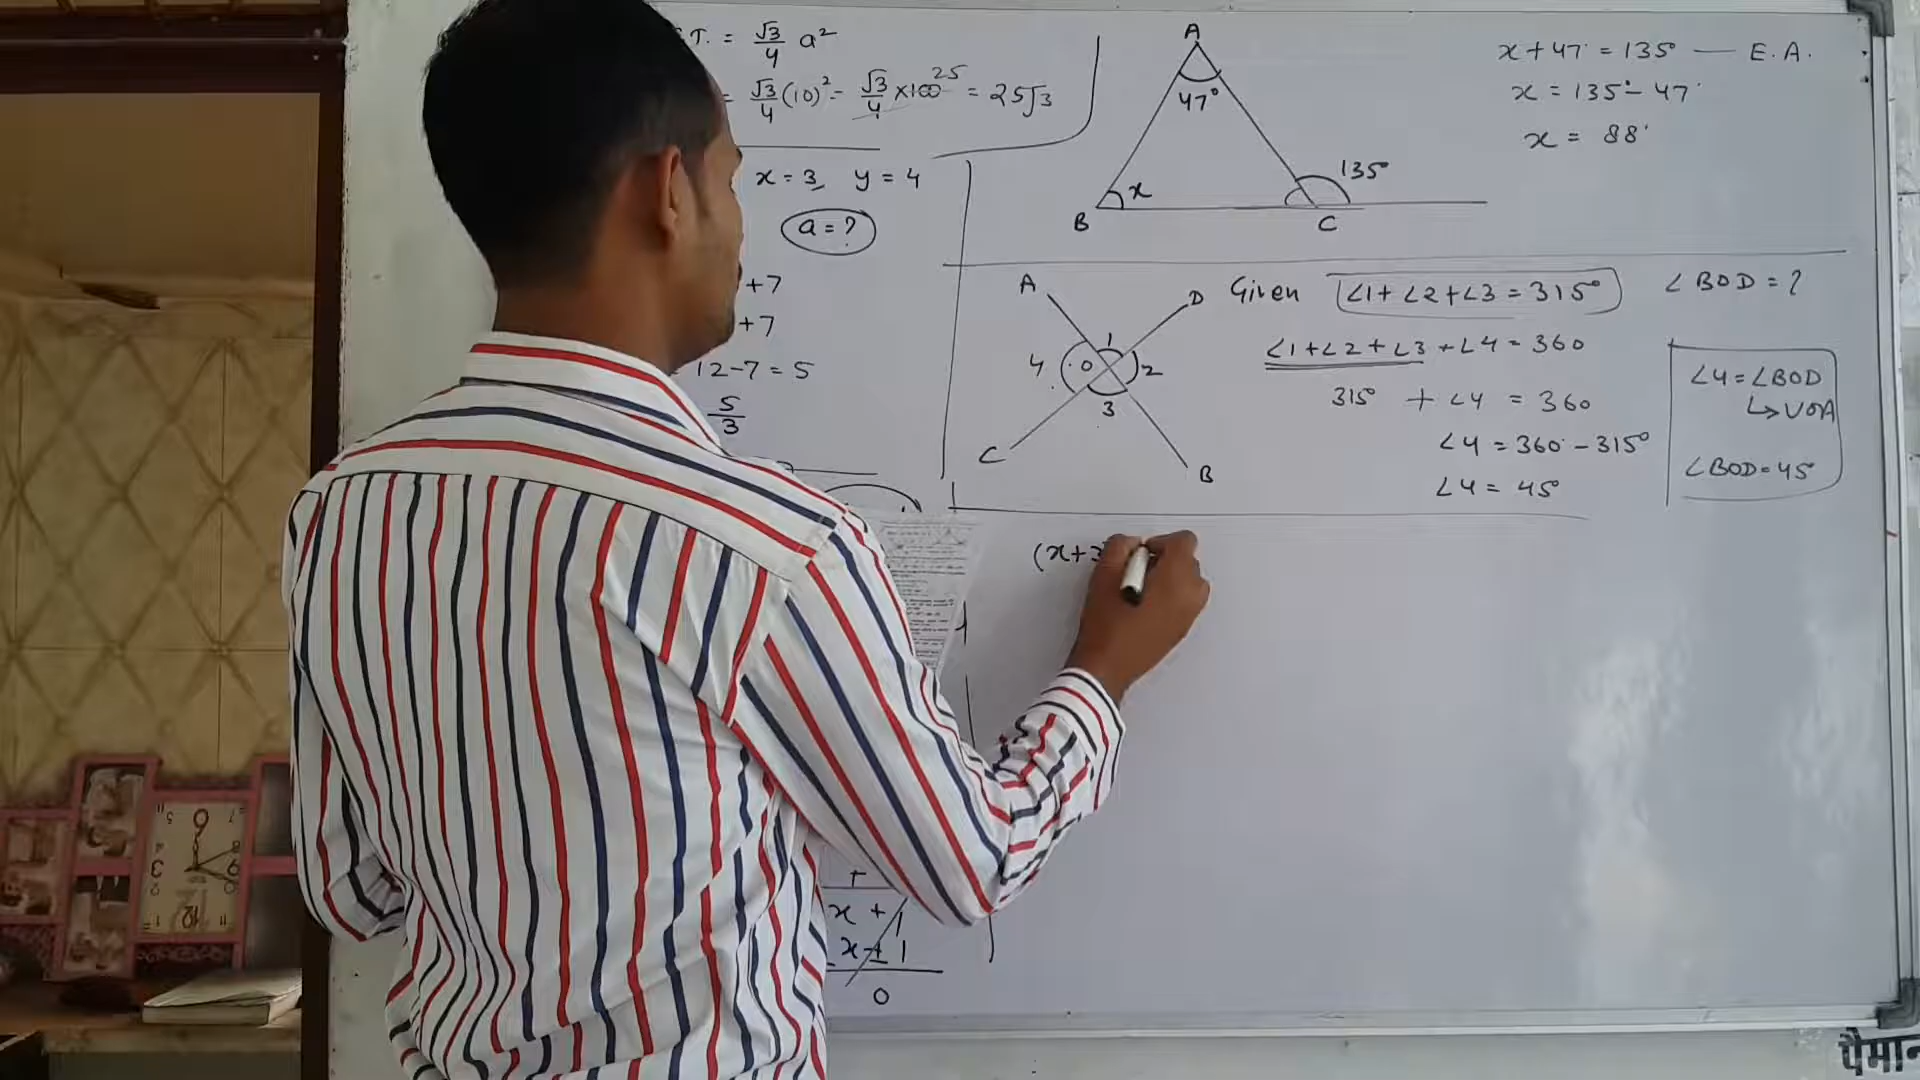 .T. = √3/4 a²
= √3/4 (10)² = √3/4 × 100 25 = 25√3
x = 3, y = 4
a = ?
+7
+7
12 - 7 = 5
5/3
x + 1
x + 1
0
A
47°
B
x
135°
C
x + 47° = 135° — E.A.
x = 135° - 47°
x = 88°
A
D
1
4
O
2
3
C
B
Given ∠1 + ∠2 + ∠3 = 315° ∠BOD = ?
∠1 + ∠2 + ∠3 + ∠4 = 360
315° + ∠4 = 360
∠4 = 360° - 315°
∠4 = 45°
∠4 = ∠BOD
↳ VOA
∠BOD = 45°
(x+3